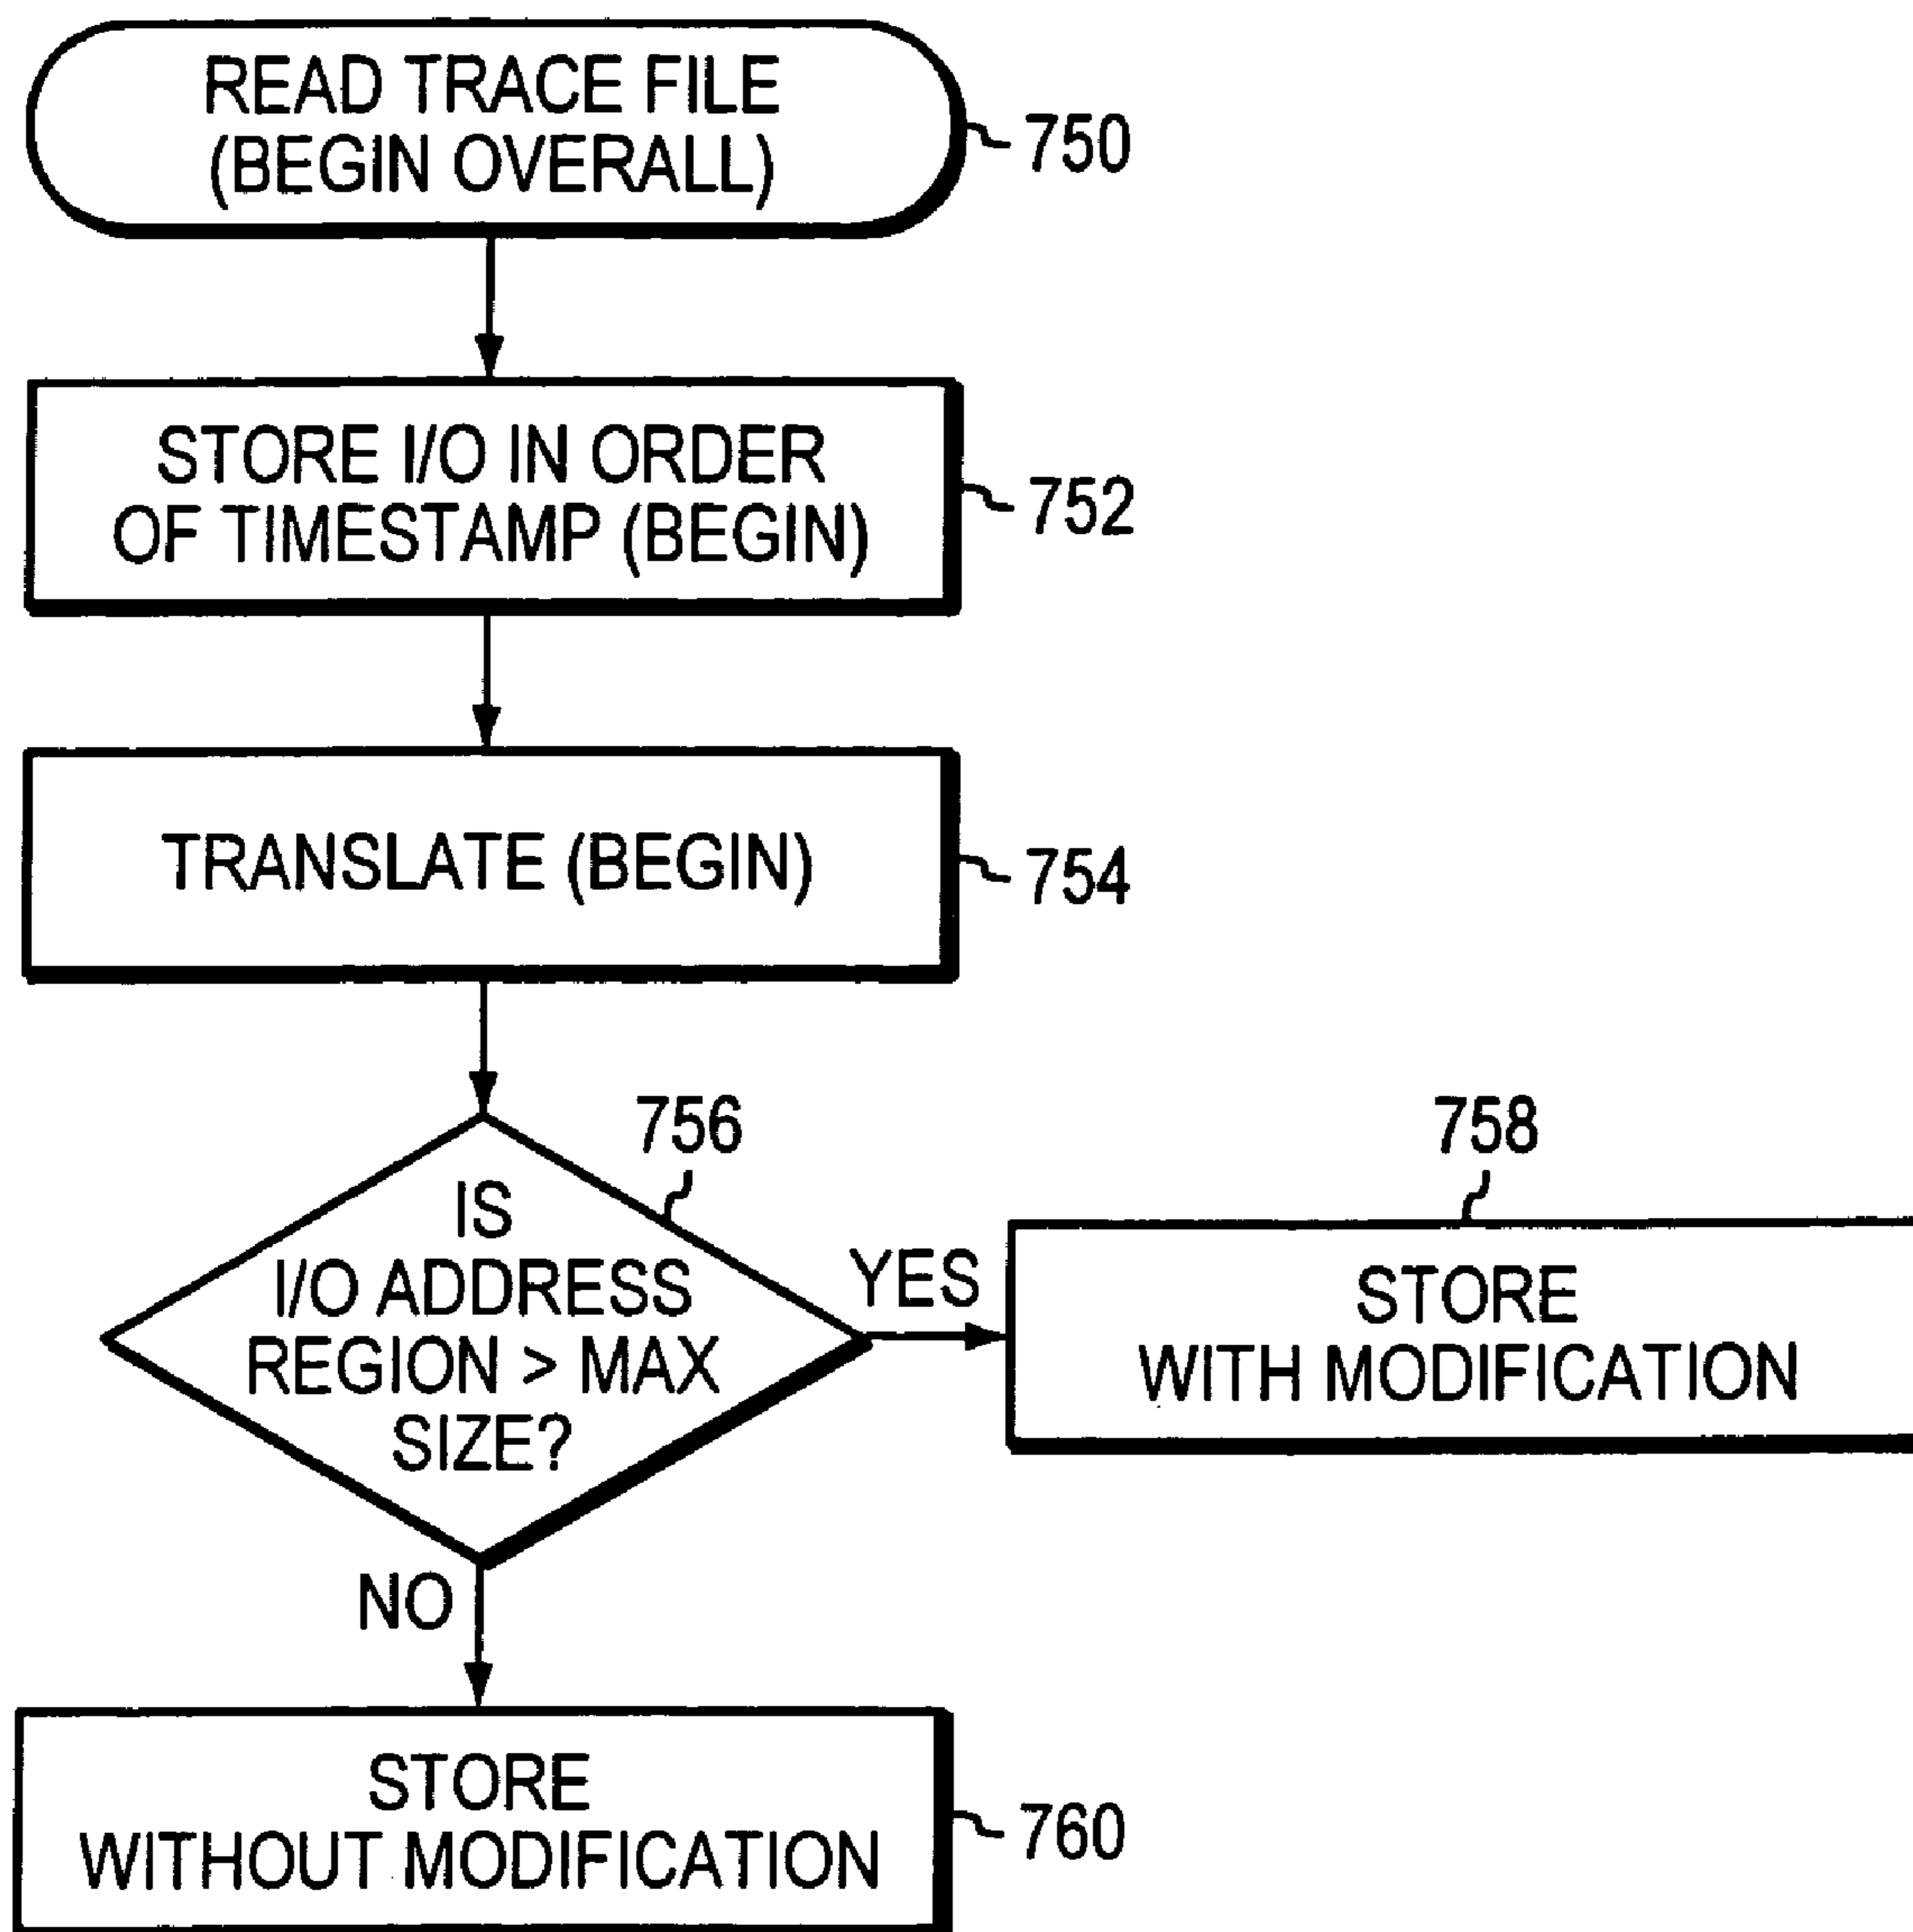 READ TRACE FILE
(BEGIN OVERALL)
750
STORE I/O IN ORDER
OF TIMESTAMP (BEGIN)
752
TRANSLATE (BEGIN)
754
756
758
IS
I/O ADDRESS
REGION > MAX
SIZE?
YES
STORE
WITH MODIFICATION
NO
STORE
WITHOUT MODIFICATION
760